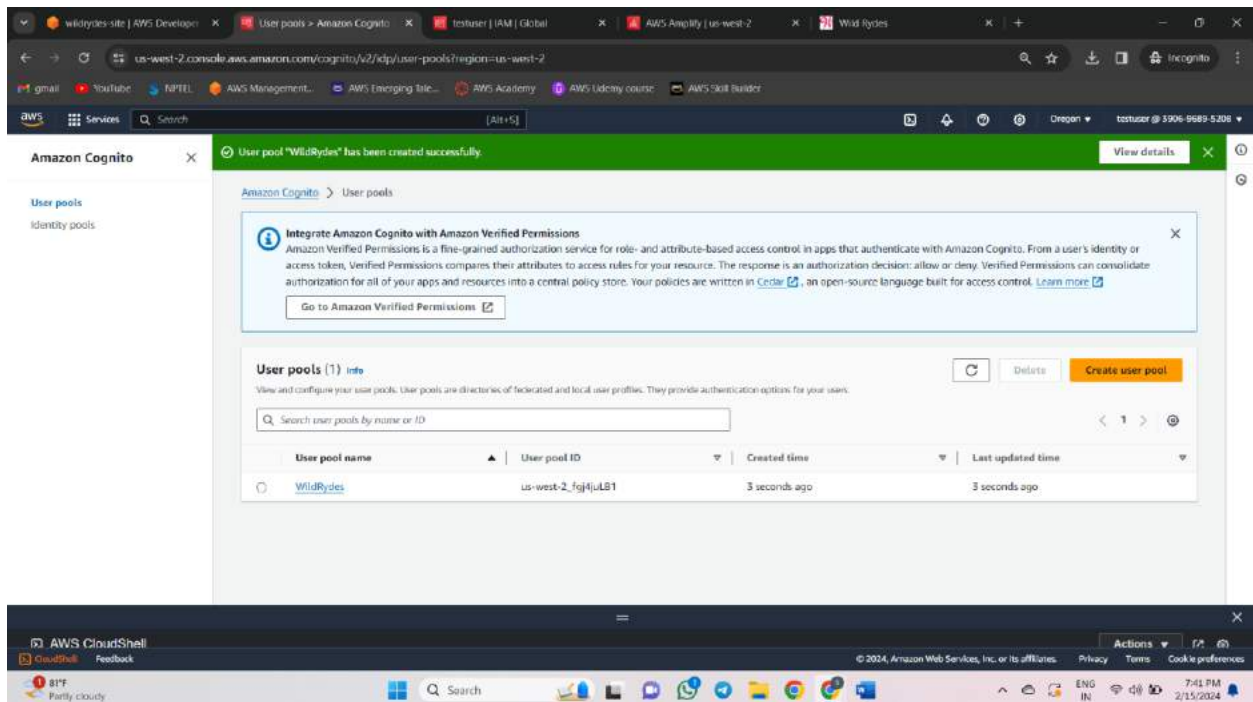 wildrydes-site | AWS Developer
User pools > Amazon Cognito
testuser | IAM | Global
AWS Amplify | us-west-2
Wild Rydes
us-west-2.console.aws.amazon.com/cognito/v2/idp/user-pools?region=us-west-2
Incognito
gmail
YouTube
NPTEL
AWS Management...
AWS Emerging Tale...
AWS Academy
AWS Udemy course
AWS Skill Builder
aws
Services
Search
[Alt+S]
Oregon
testuser @ 3906-9689-5208
Amazon Cognito
User pools
Identity pools
User pool "WildRydes" has been created successfully.
View details
Amazon Cognito > User pools
Integrate Amazon Cognito with Amazon Verified Permissions
Amazon Verified Permissions is a fine-grained authorization service for role- and attribute-based access control in apps that authenticate with Amazon Cognito. From a user's identity or
access token, Verified Permissions compares their attributes to access rules for your resource. The response is an authorization decision: allow or deny. Verified Permissions can consolidate
authorization for all of your apps and resources into a central policy store. Your policies are written in Cedar, an open-source language built for access control. Learn more
Go to Amazon Verified Permissions
User pools (1) Info
Delete
Create user pool
View and configure your user pools. User pools are directories of federated and local user profiles. They provide authentication options for your users.
Search user pools by name or ID
1
User pool name
User pool ID
Created time
Last updated time
WildRydes
us-west-2_fgj4juLB1
3 seconds ago
3 seconds ago
AWS CloudShell
Actions
CloudShell
Feedback
© 2024, Amazon Web Services, Inc. or its affiliates.
Privacy
Terms
Cookie preferences
1
81°F
Partly cloudy
Search
ENG
IN
7:41 PM
2/15/2024